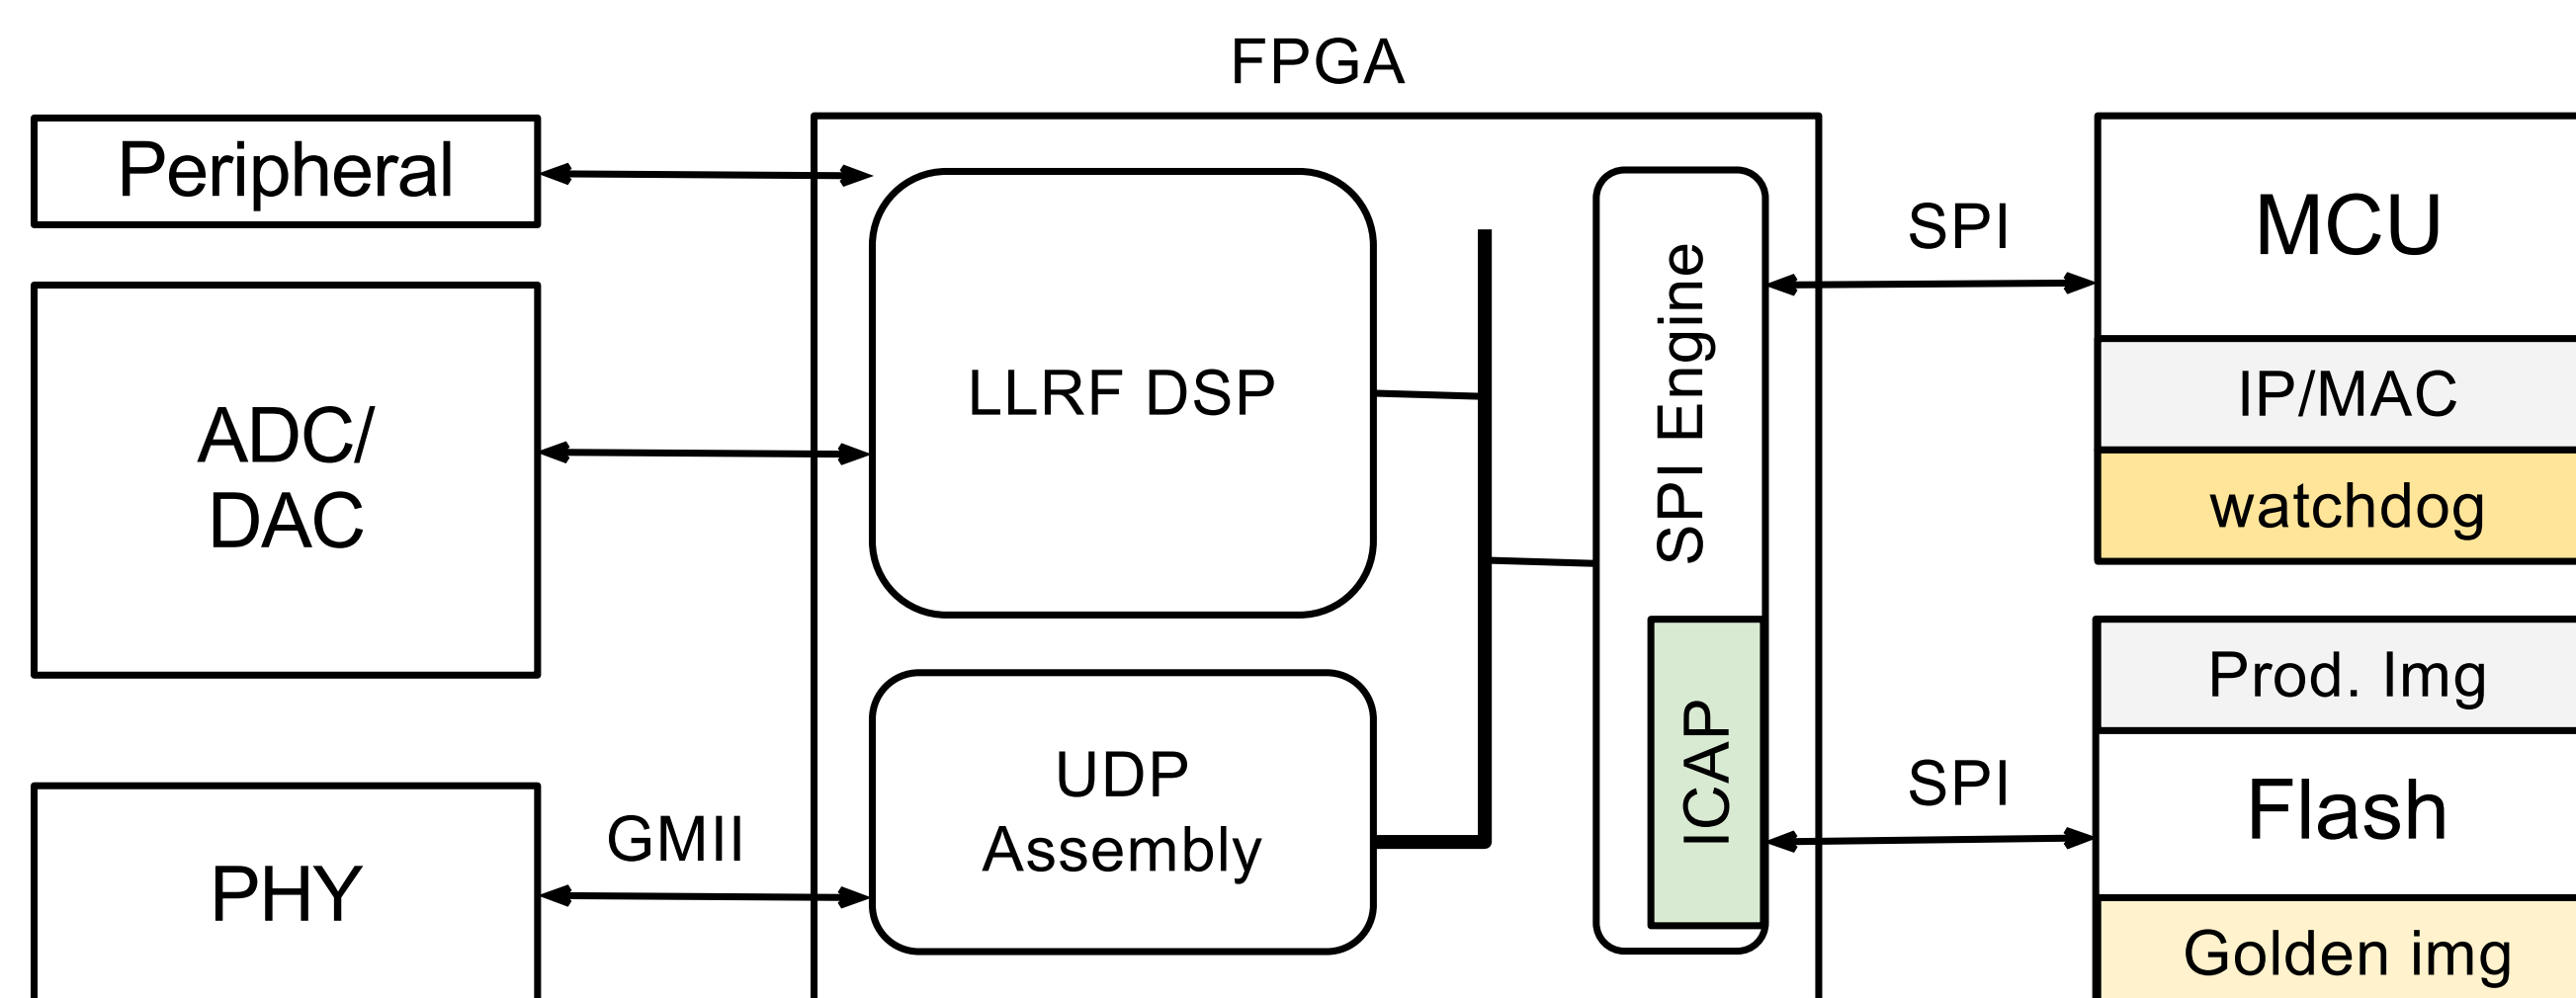 FPGA
Peripheral
ADC/
DAC
PHY
GMII
LLRF DSP
UDP
Assembly
SPI Engine
ICAP
SPI
SPI
MCU
IP/MAC
watchdog
Prod. Img
Flash
Golden img